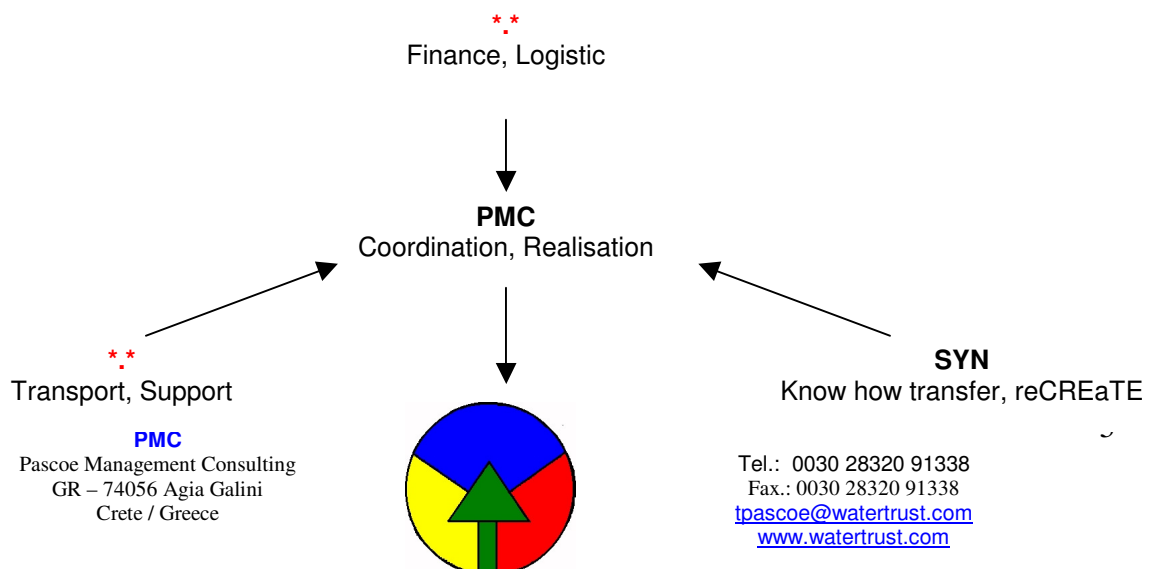 *.*
Finance, Logistic
PMC
Coordination, Realisation
*.*
Transport, Support
SYN
Know how transfer, reCREaTE
PMC
Pascoe Management Consulting
GR – 74056 Agia Galini
Crete / Greece
Tel.: 0030 28320 91338
Fax.: 0030 28320 91338
tpascoe@watertrust.com
www.watertrust.com